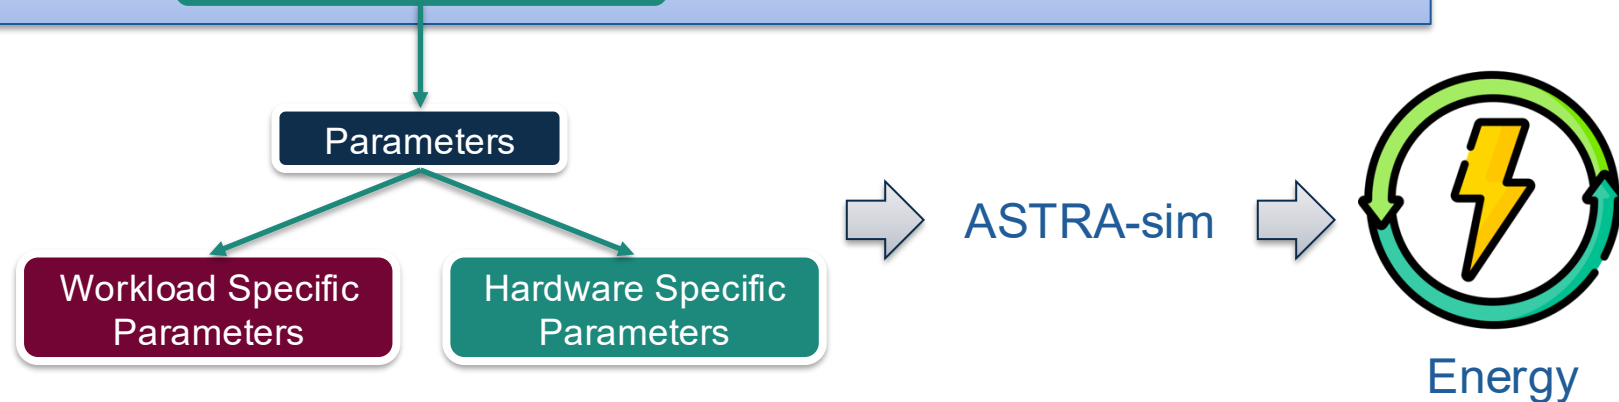 Parameters
Workload Specific
Parameters
Hardware Specific
Parameters
ASTRA-sim
Energy